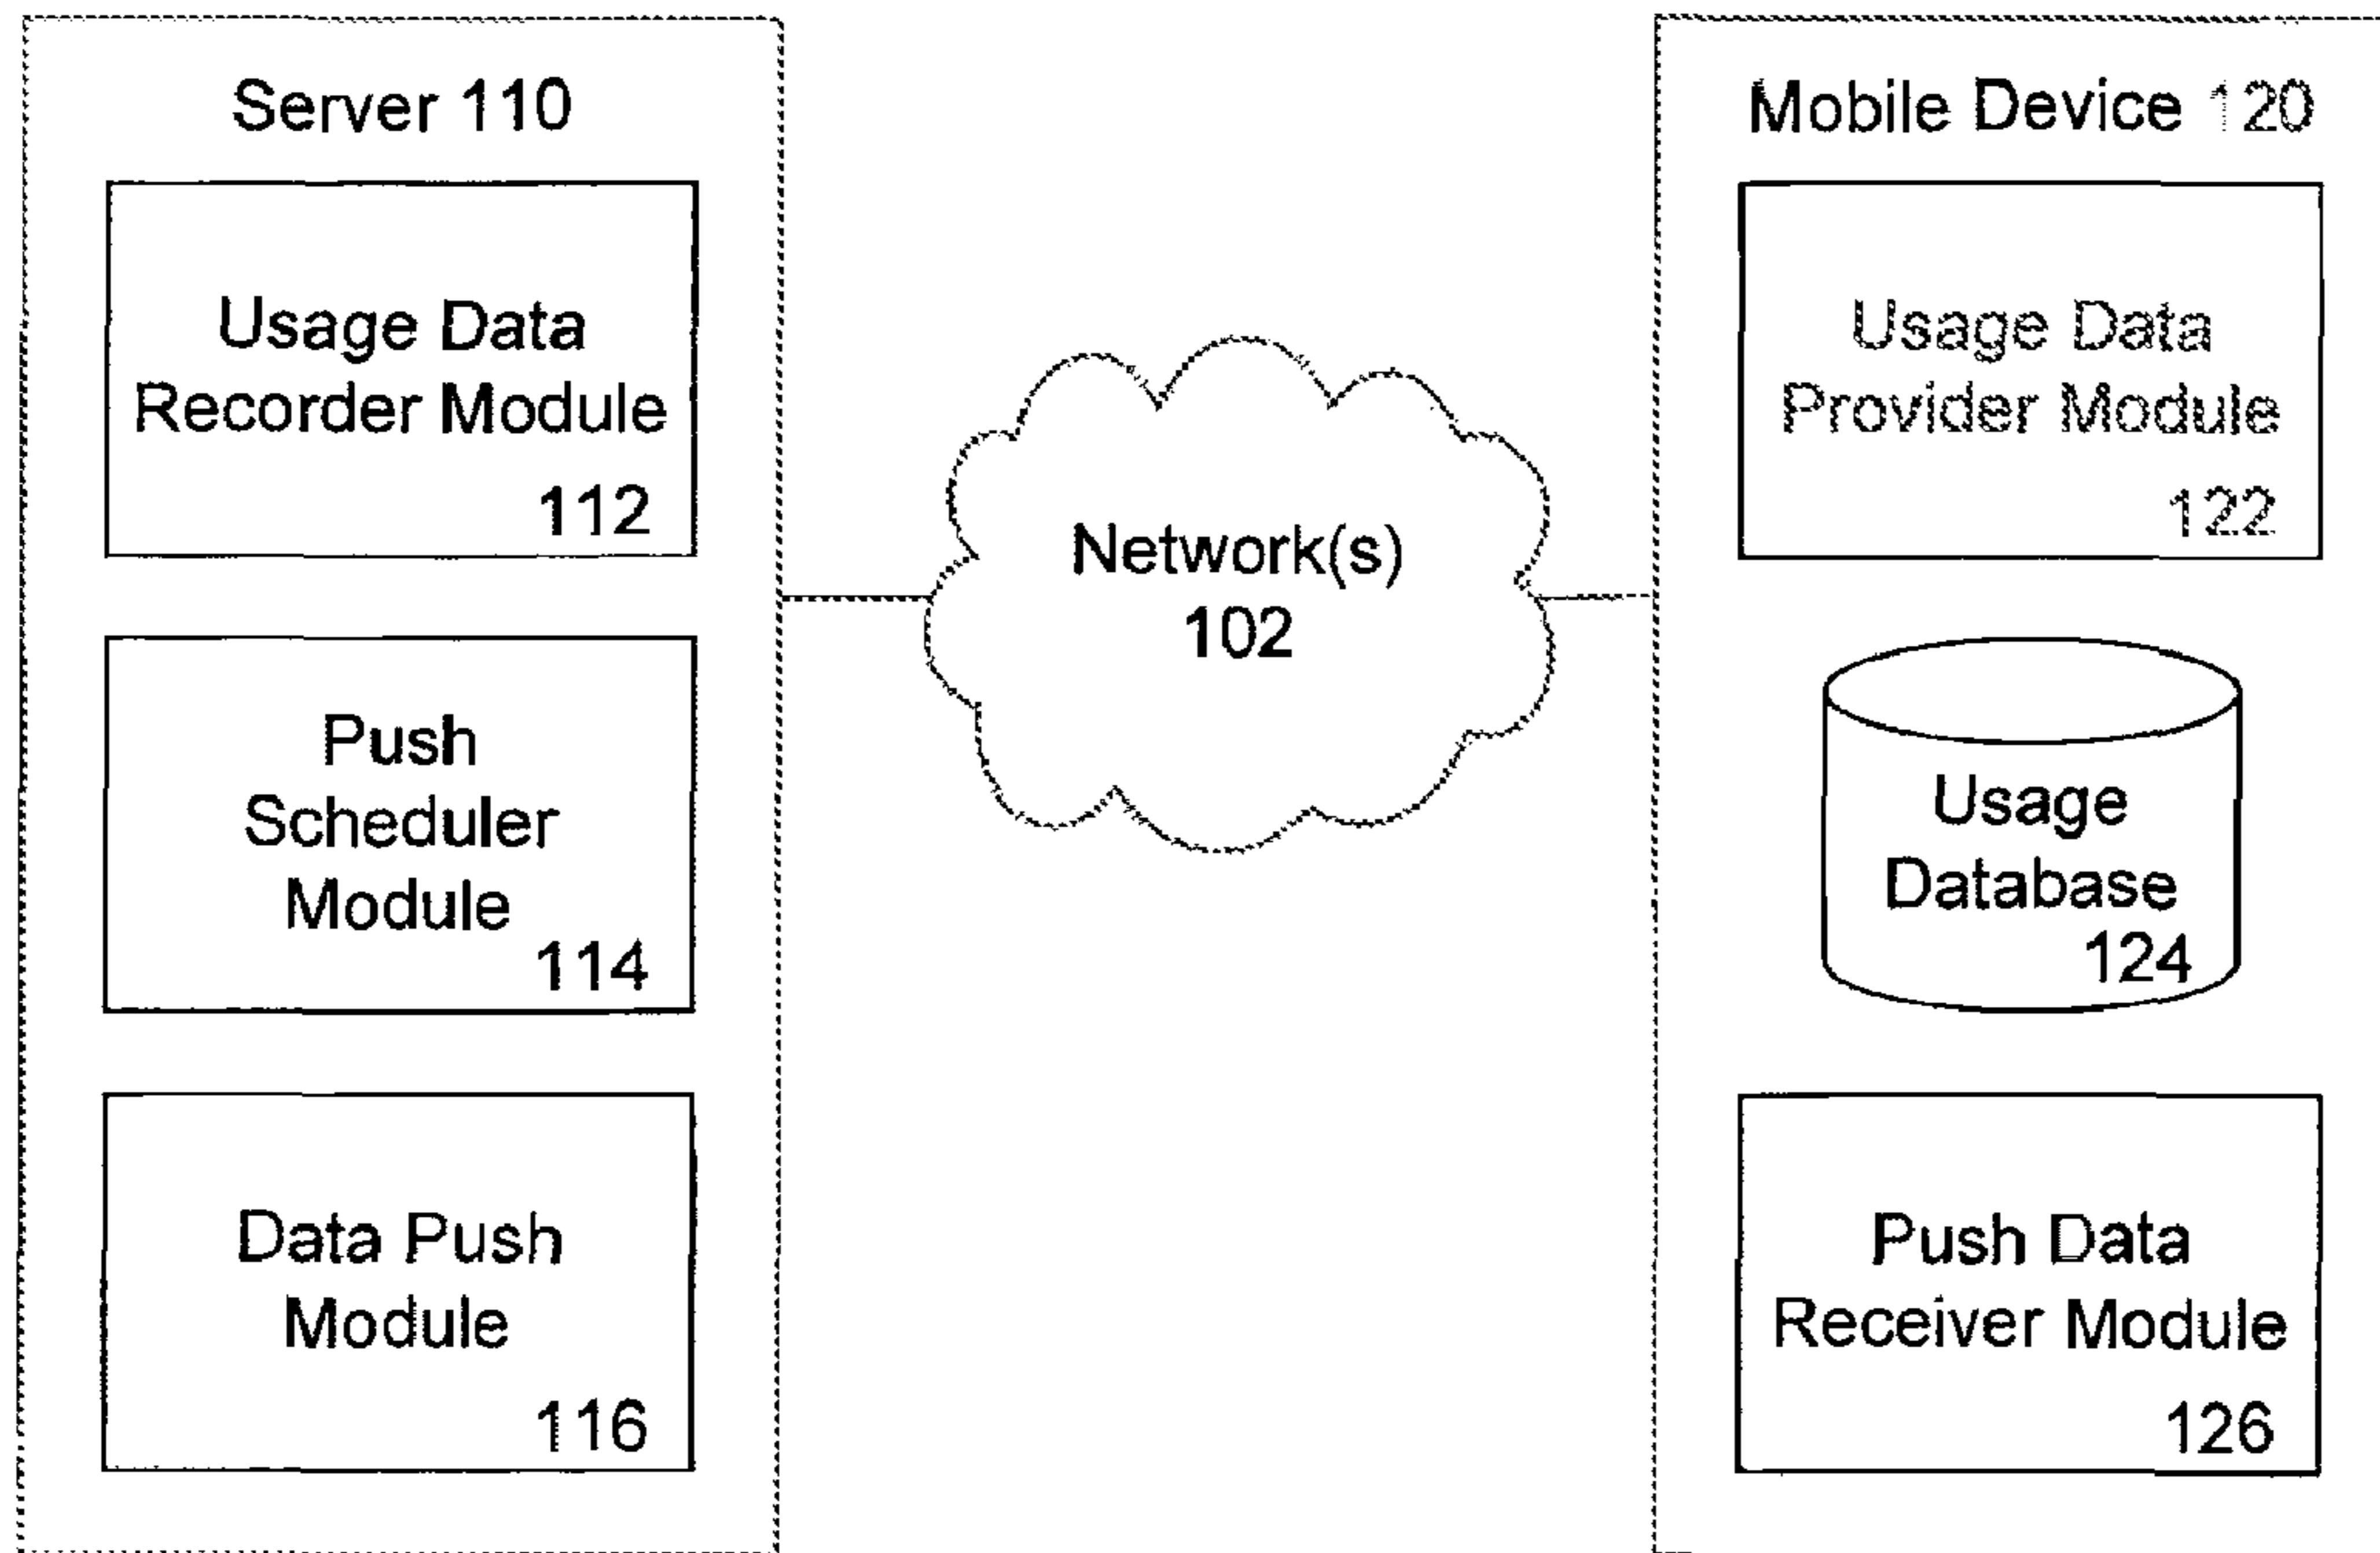 Server 110
Usage Data
Recorder Module
112
Push
Scheduler
Module
114
Data Push
Module
116
Network(s)
102
Mobile Device 120
Usage Data
Provider Module
122
Usage
Database
124
Push Data
Receiver Module
126